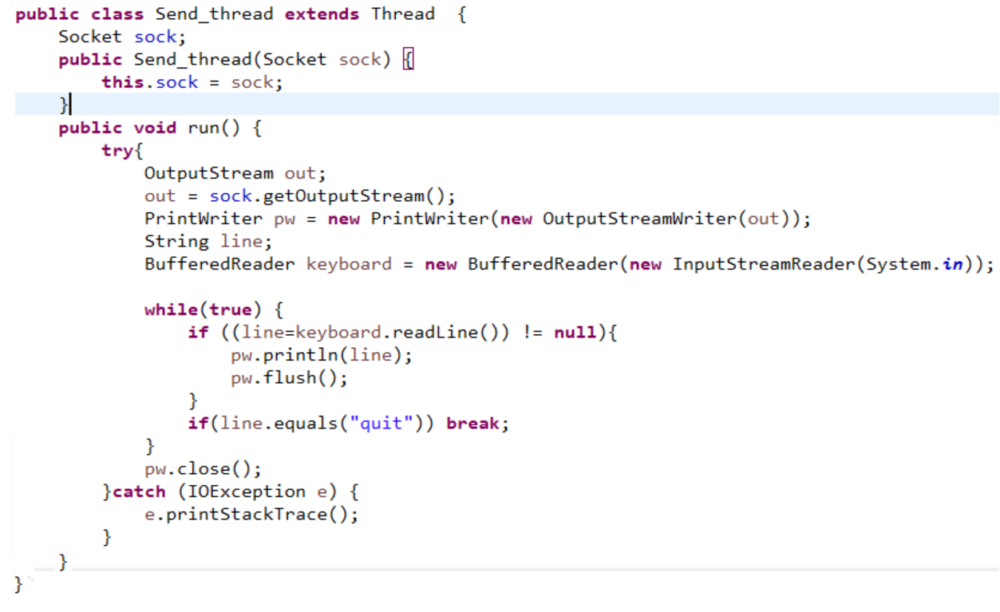 public class Send_thread extends Thread  {
    Socket sock;
    public Send_thread(Socket sock) {
        this.sock = sock;
    }
    public void run() {
        try{
            OutputStream out;
            out = sock.getOutputStream();
            PrintWriter pw = new PrintWriter(new OutputStreamWriter(out));
            String line;
            BufferedReader keyboard = new BufferedReader(new InputStreamReader(System.in));

            while(true) {
                if ((line=keyboard.readLine()) != null){
                    pw.println(line);
                    pw.flush();
                }
                if(line.equals("quit")) break;
            }
            pw.close();
        }catch (IOException e) {
            e.printStackTrace();
        }
    }
}